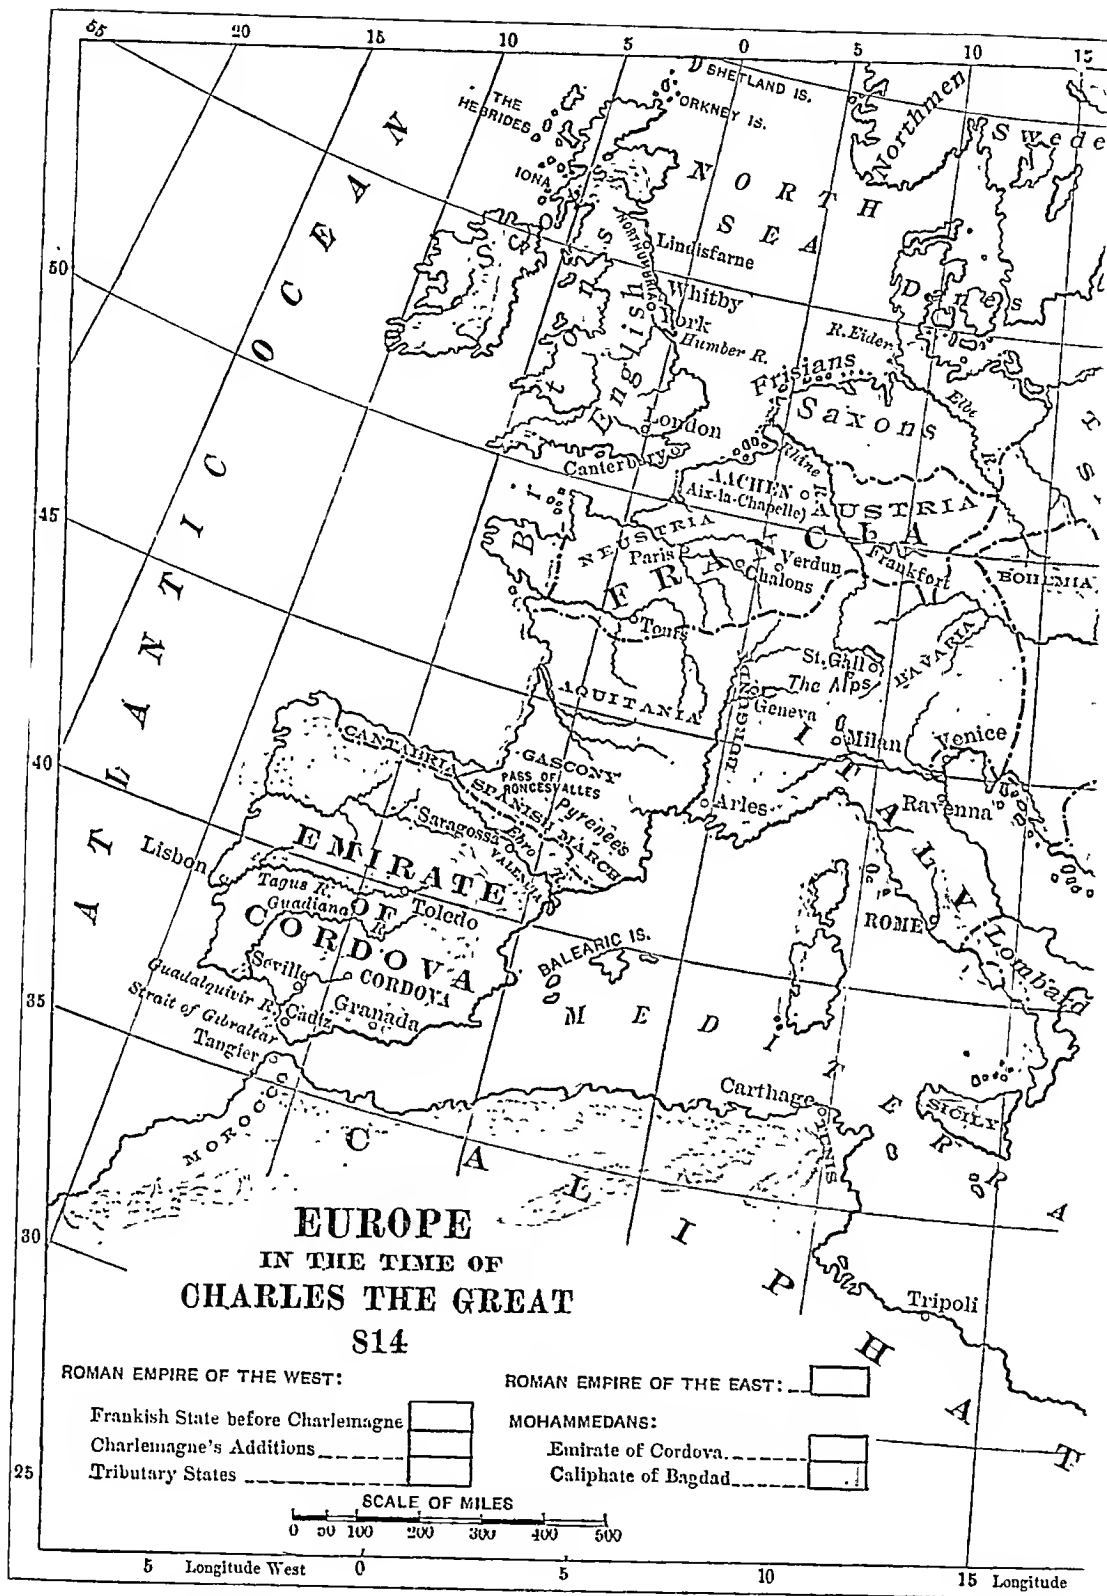 55 20 15 10 5 0 5 10 15
SHETLAND IS.
ORKNEY IS.
THE
HEBRIDES
IONA
Northmen
Swede
NORTH
SEA
ATLANTIC OCEAN
SCOTS
Britons
NORTHUMBRIA
Lindisfarne
Whitby
York
Humber R.
English
London
Canterbury
Danes
R. Eider
Frisians
Saxons
Elbe
R.
Rhine R.
AACHEN
(Aix-la-Chapelle)
AUSTRIA
Br
NEUSTRIA
Paris
Verdun
Chalons
Frankfort
BOHEMIA
FRANCIA
Tours
St. Gall
The Alps
BAVARIA
AQUITANIA
BURGUNDY
Geneva
Milan
Venice
CANTABRIA
GASCONY
PASS OF
RONCESVALLES
Pyrenees
SPANISH MARCH
Arles
Ravenna
ITALY
Saragossa
Ebro R.
VALENCIA
Lisbon
EMIRATE
OF
CORDOVA
Tagus R.
Toledo
Guadiana R.
Seville
CORDOVA
Guadalquivir R.
Cadiz
Granada
Strait of Gibraltar
Tangier
BALEARIC IS.
ROME
Lombard
MEDITERRA
Carthage
TUNIS
SICILY
MOROCCO
CALIPHAT
Tripoli
50
45
40
35
30
25
EUROPE
IN THE TIME OF
CHARLES THE GREAT
814
ROMAN EMPIRE OF THE WEST:
Frankish State before Charlemagne
Charlemagne's Additions
Tributary States
ROMAN EMPIRE OF THE EAST:
MOHAMMEDANS:
Emirate of Cordova
Caliphate of Bagdad
SCALE OF MILES
0 50 100 200 300 400 500
5 Longitude West 0 5 10 15 Longitude